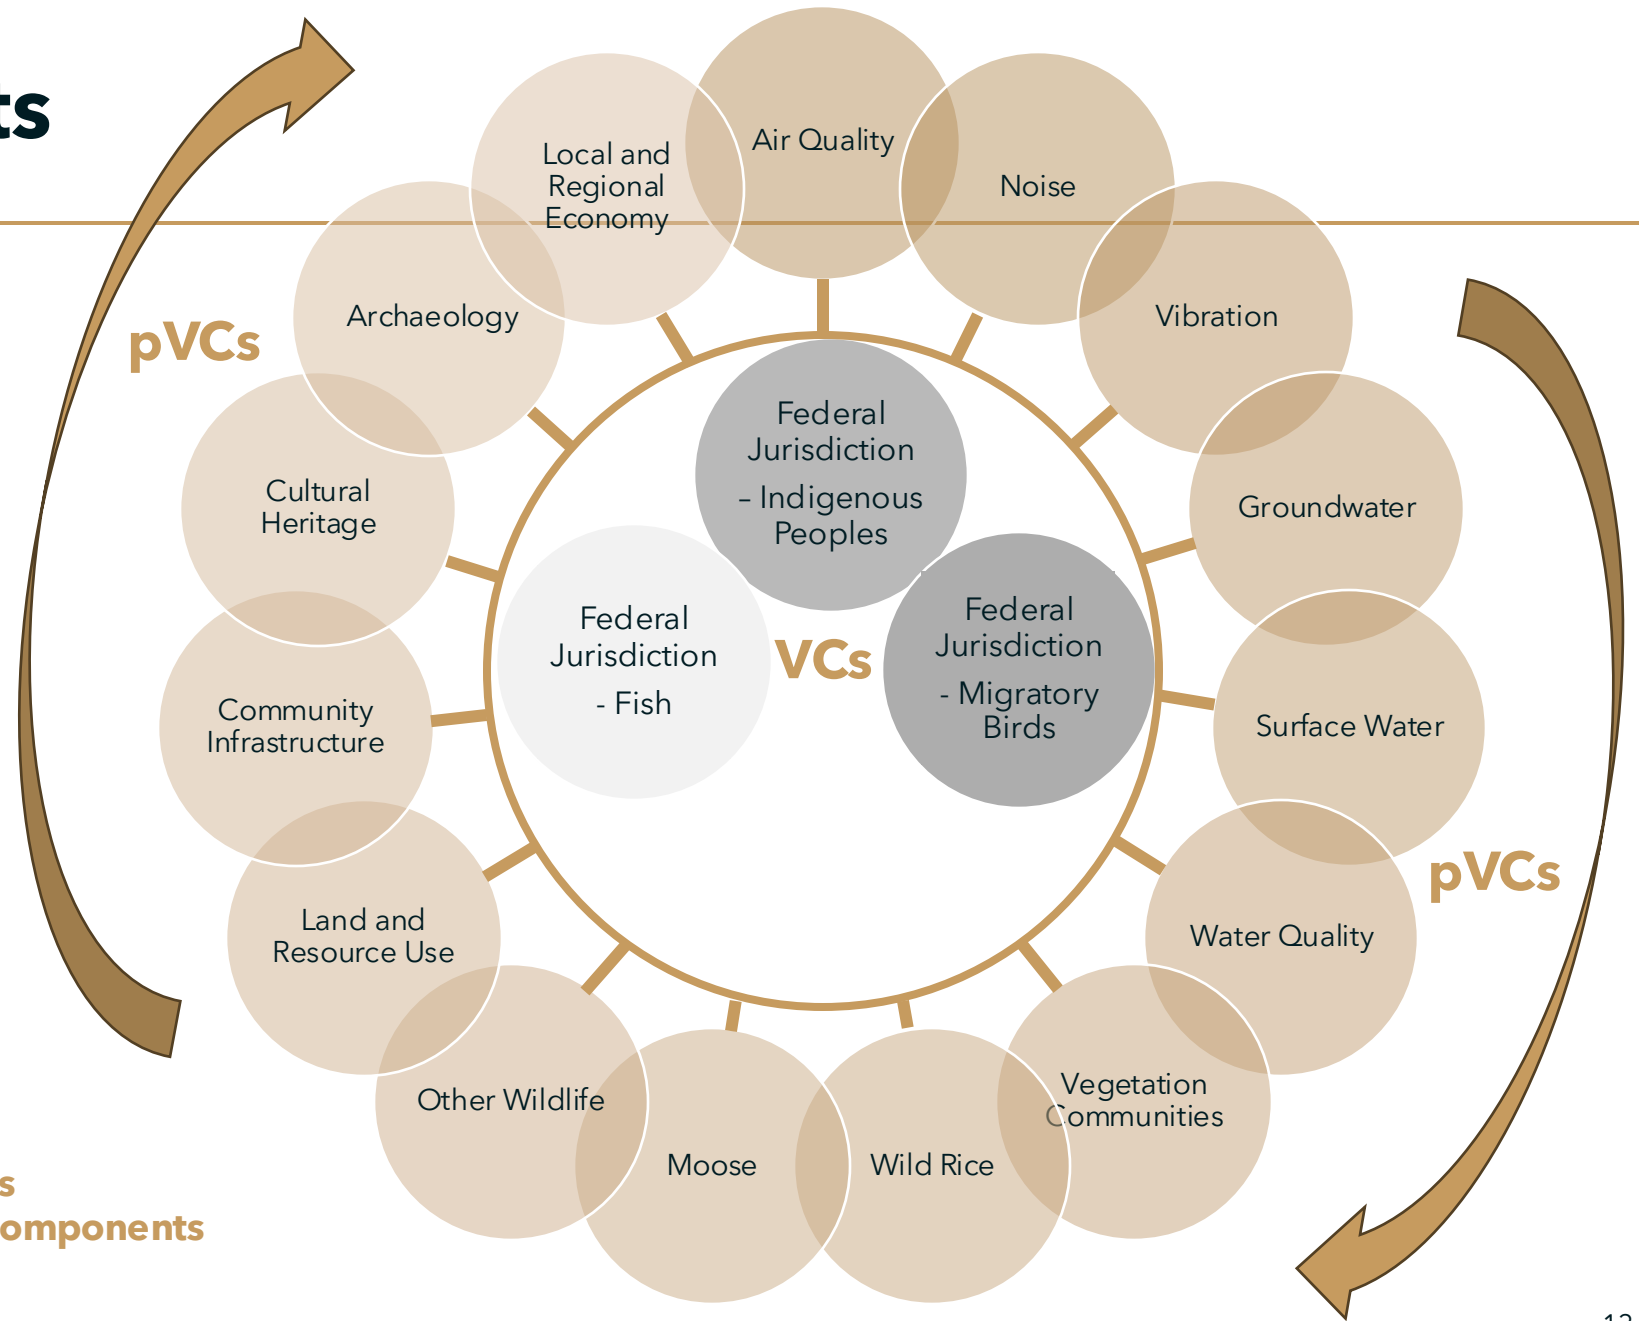 ts
Air Quality
Noise
Vibration
Groundwater
Surface Water
Water Quality
Vegetation
Communities
Wild Rice
Moose
Other Wildlife
Land and
Resource Use
Community
Infrastructure
Cultural
Heritage
Archaeology
Local and
Regional
Economy
pVCs
pVCs
Federal
Jurisdiction
– Indigenous
Peoples
Federal
Jurisdiction
- Migratory
Birds
Federal
Jurisdiction
- Fish
VCs
s
omponents